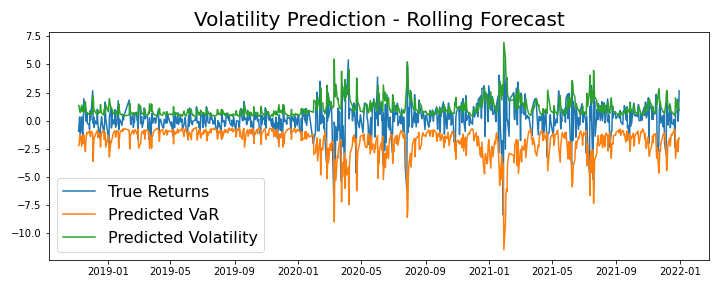 Volatility Prediction - Rolling Forecast
7.5
5.0
2.5
0.0
−2.5
−5.0
−7.5
−10.0
True Returns
Predicted VaR
Predicted Volatility
2019-01 2019-05 2019-09 2020-01 2020-05 2020-09 2021-01 2021-05 2021-09 2022-01